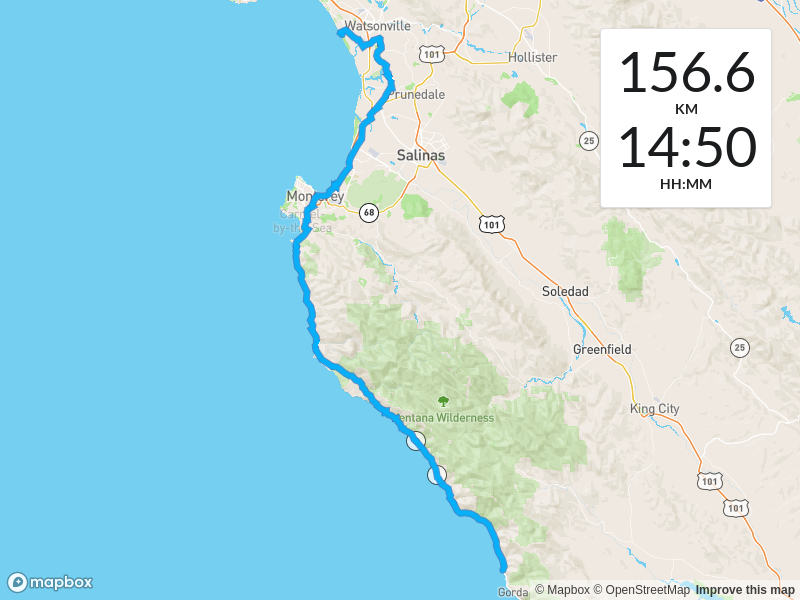 Watsonville
101
Hollister
Prunedale
25
Salinas
Monterey
68
Carmel
by-the-Sea
101
Soledad
Greenfield
25
King City
Ventana Wilderness
101
101
Gorda
156.6
KM
14:50
HH:MM
mapbox
© Mapbox © OpenStreetMap Improve this map